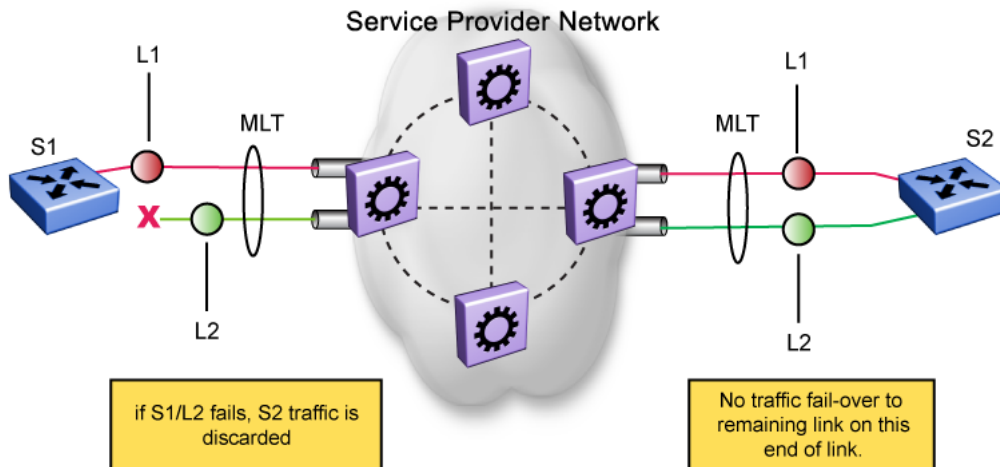 Service Provider Network
L1
L1
MLT
MLT
S1
S2
X
L2
L2
if S1/L2 fails, S2 traffic is
discarded
No traffic fail-over to
remaining link on this
end of link.